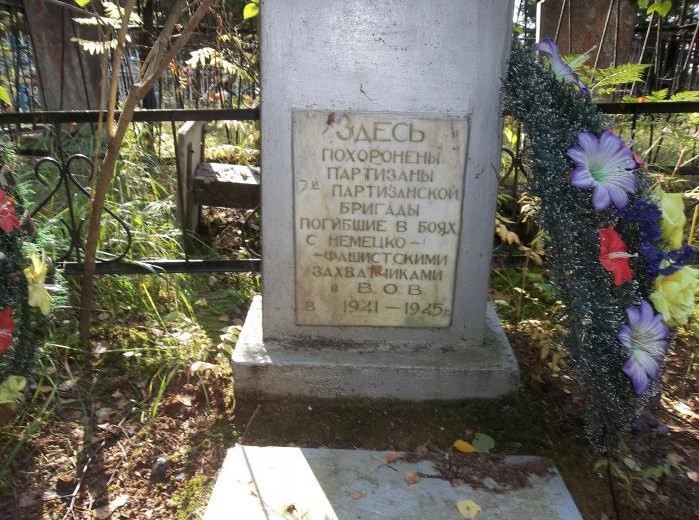 ЗДЕСЬ
ПОХОРОНЕНЫ
ПАРТИЗАНЫ
7й ПАРТИЗАНСКОЙ
БРИГАДЫ
ПОГИБШИЕ В БОЯХ
С НЕМЕЦКО-
-ФАШИСТСКИМИ
ЗАХВАТЧИКАМИ
В В.О.В
В 1941—1945г